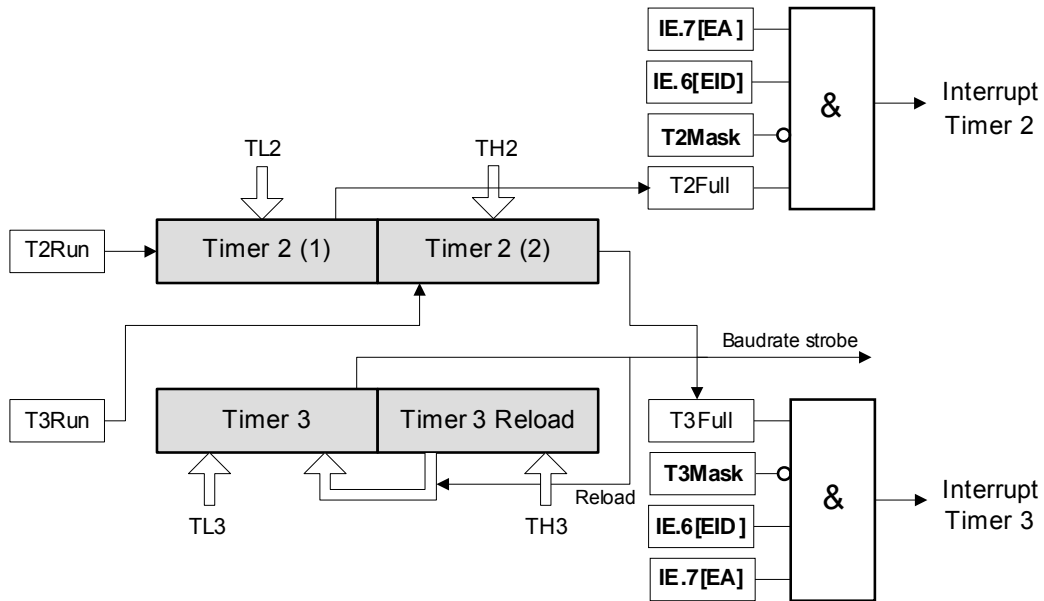 IE.7[EA]
IE.6[EID]
T2Mask
T2Full
&
Interrupt
Timer 2
TL2
TH2
T2Run
Timer 2 (1)
Timer 2 (2)
Baudrate strobe
T3Run
Timer 3
Timer 3 Reload
Reload
TL3
TH3
T3Full
T3Mask
IE.6[EID]
IE.7[EA]
&
Interrupt
Timer 3